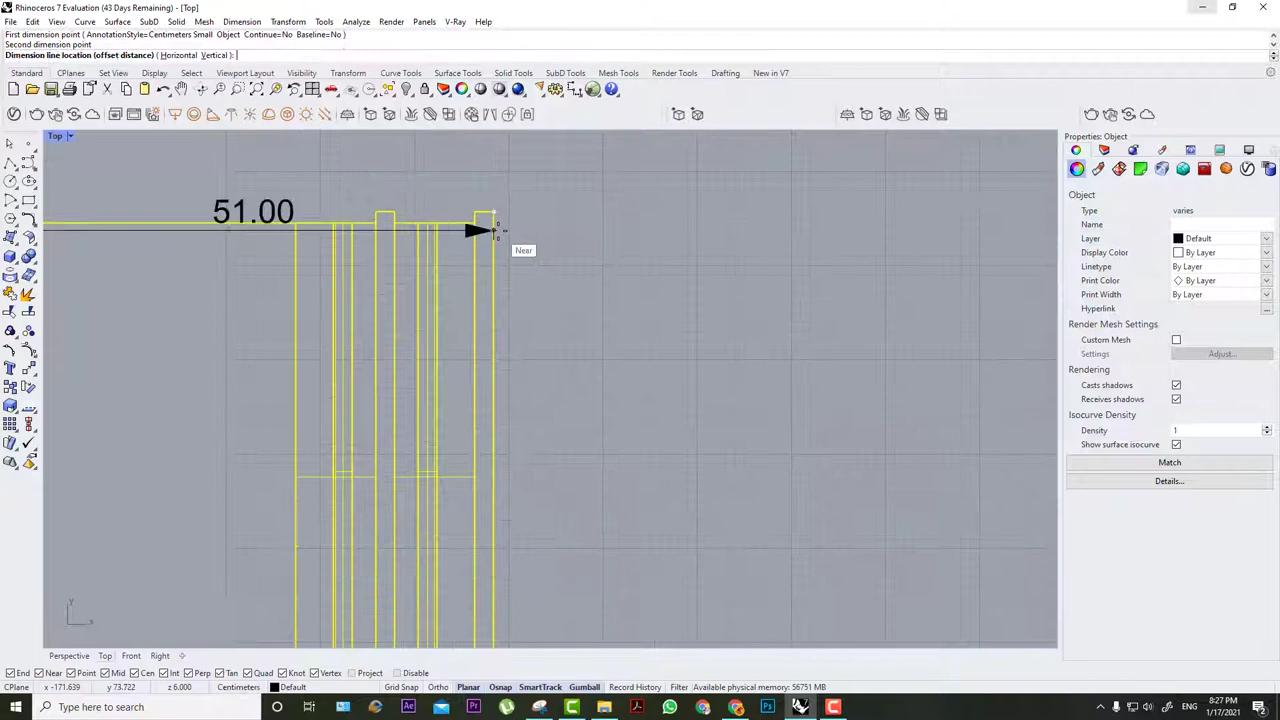 Rhinoceros 7 Evaluation (43 Days Remaining) - [Top]
File Edit View Curve Surface SubD Solid Mesh Dimension Transform Tools Analyze Render Panels V-Ray Help
First dimension point ( AnnotationStyle=Centimeters Small Object Continue=No Baseline=No )
Second dimension point
Dimension line location (offset distance) ( Horizontal Vertical ):
Standard CPlanes Set View Display Select Viewport Layout Visibility Transform Curve Tools Surface Tools Solid Tools SubD Tools Mesh Tools Render Tools Drafting New in V7
Top
Properties: Object
Object
Type varies
Name
Layer Default
Display Color By Layer
Linetype By Layer
Print Color By Layer
Print Width By Layer
Hyperlink ...
Render Mesh Settings
Custom Mesh
Settings Adjust...
Rendering
Casts shadows
Receives shadows
Isocurve Density
Density 1
Show surface isocurve
Match
Details...
51.00
Near
Y
x
Perspective Top Front Right
End Near Point Mid Cen Int Perp Tan Quad Knot Vertex Project Disable
CPlane x -171.639 y 73.722 z 6.000 Centimeters Default Grid Snap Ortho Planar Osnap SmartTrack Gumball Record History Filter Available physical memory: 56751 MB
Type here to search
8:27 PM
1/17/2021